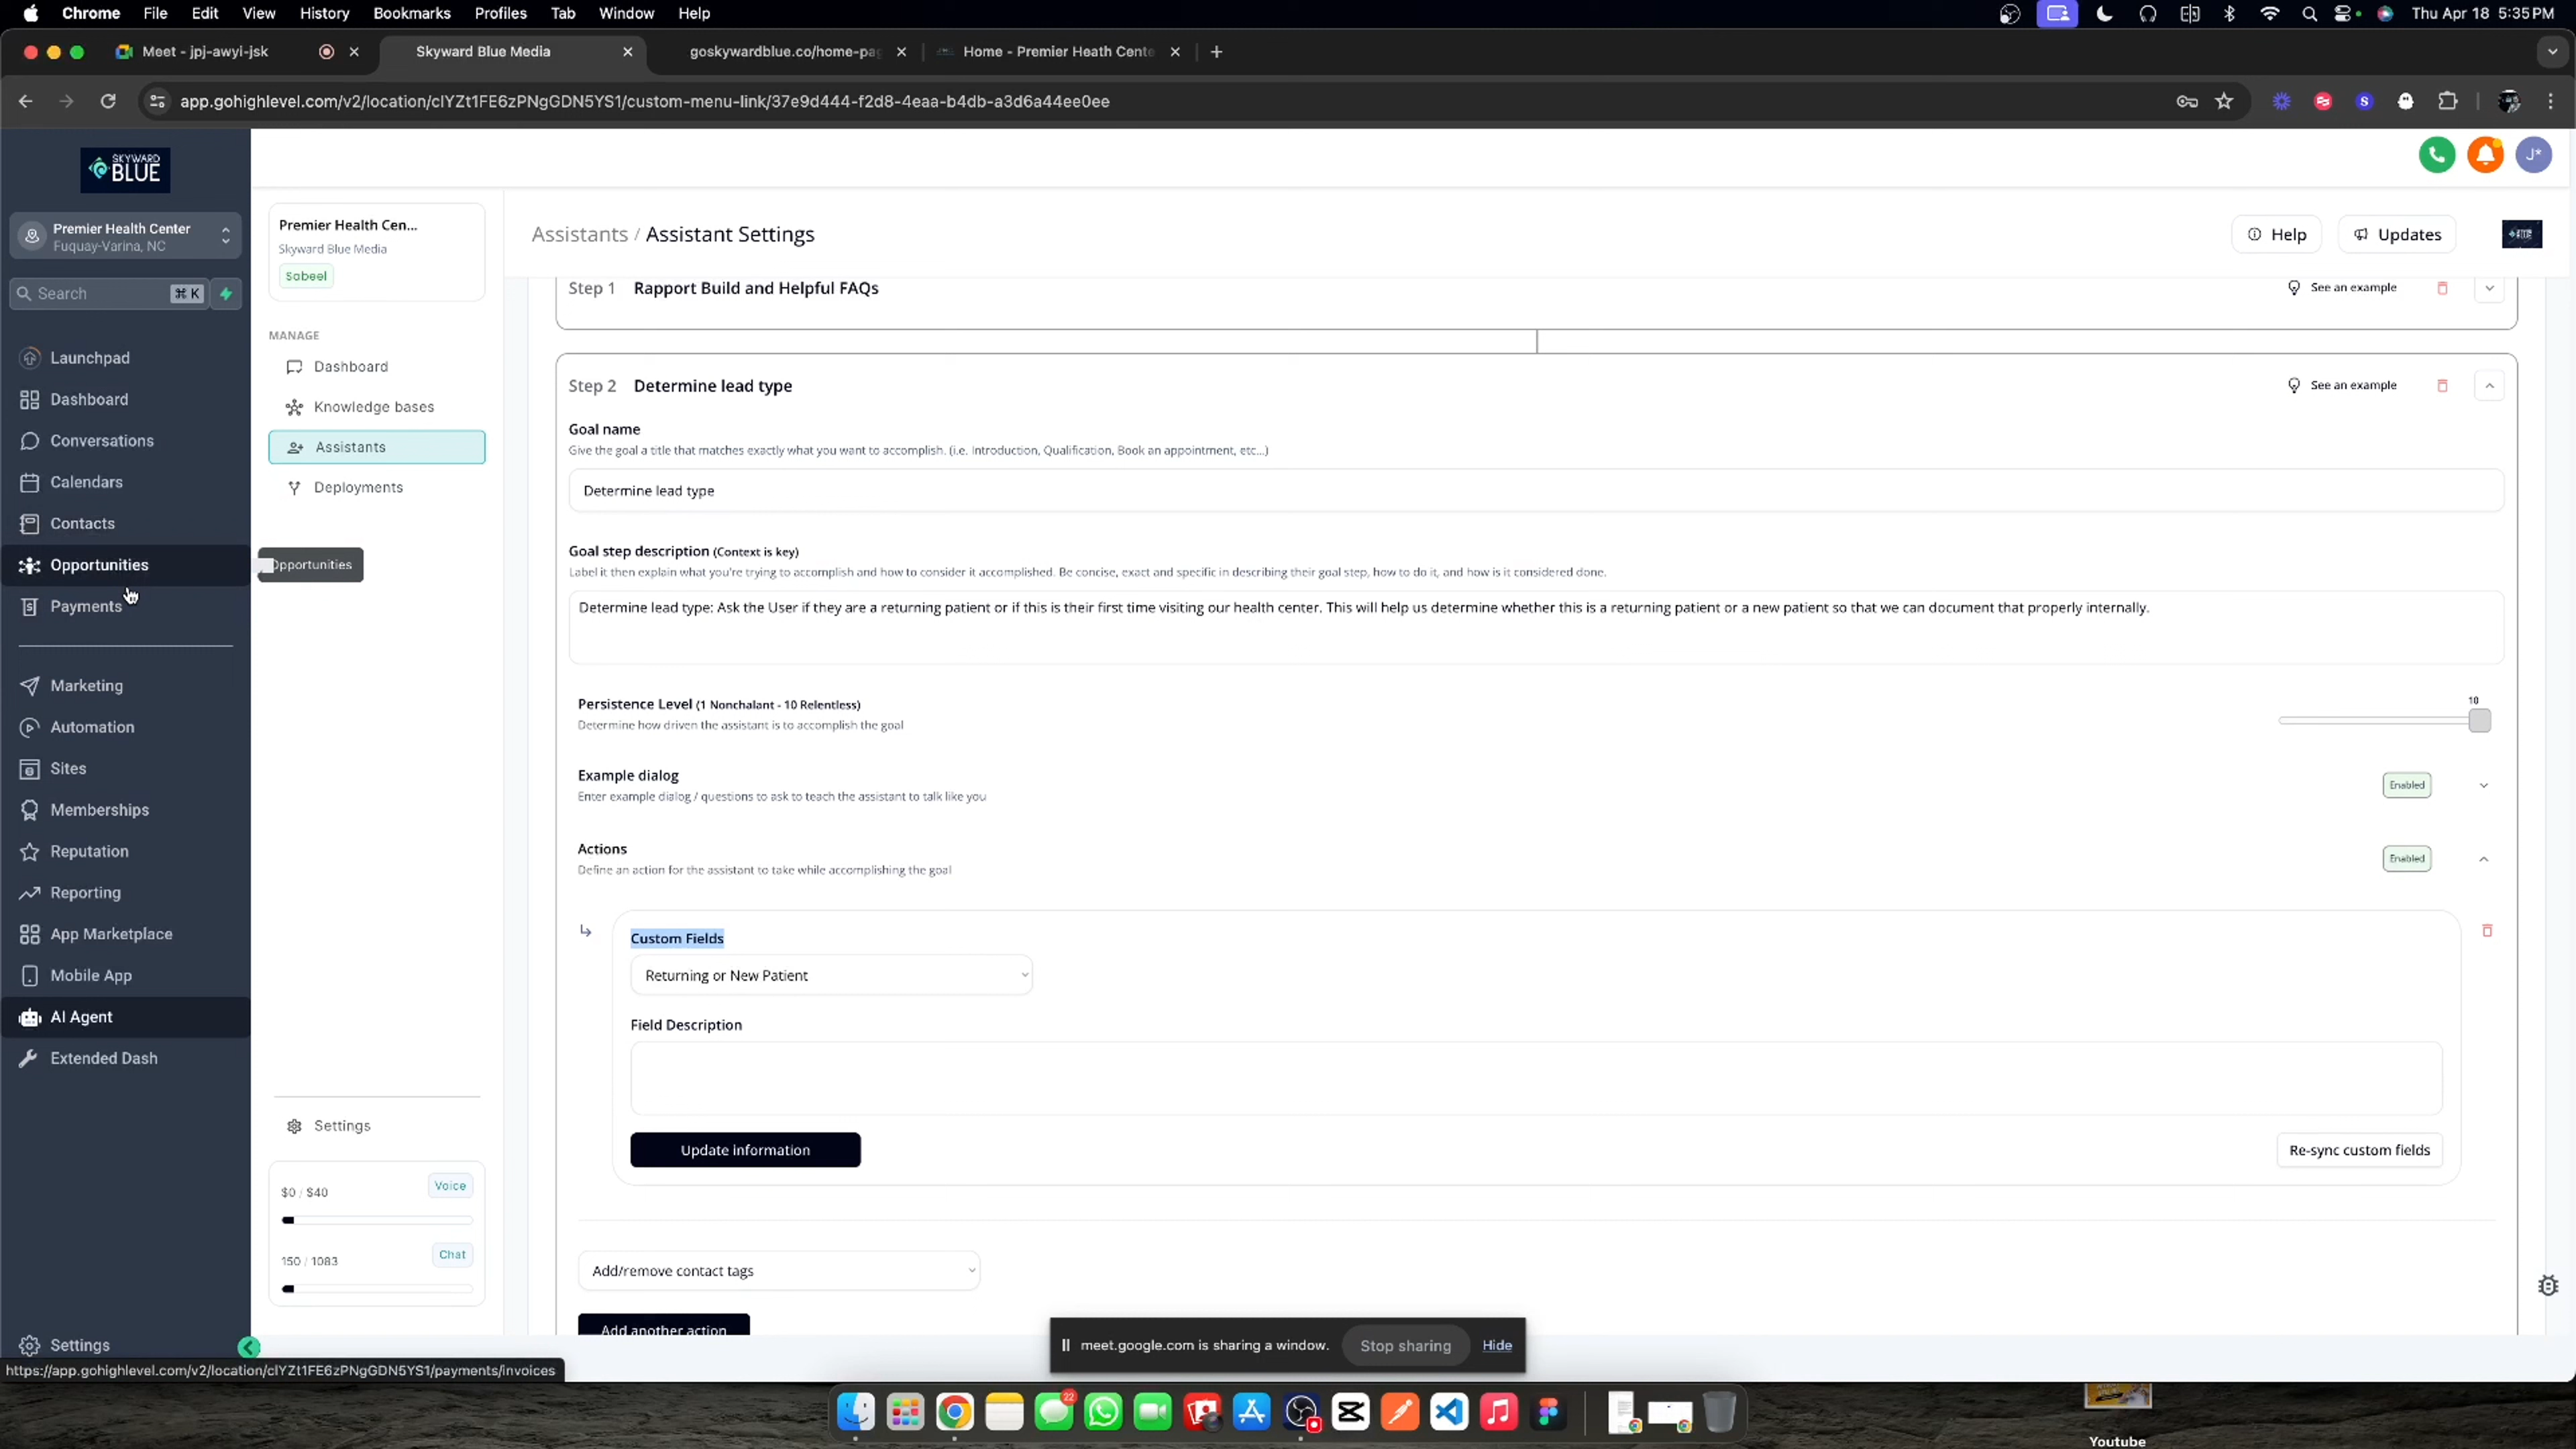 Chrome File Edit View History Bookmarks Profiles Tab Window Help
Thu Apr 18 5:35 PM
Meet - jpj-awyi-jsk
Skyward Blue Media
goskywardblue.co/home-pag
Home - Premier Heath Cente
app.gohighlevel.com/v2/location/clYZt1FE6zPNgGDN5YS1/custom-menu-link/37e9d444-f2d8-4eaa-b4db-a3d6a44ee0ee
SKYWARD
BLUE
Premier Health Center
Fuquay-Varina, NC
Search ⌘ K
Launchpad
Dashboard
Conversations
Calendars
Contacts
Opportunities
Payments
Marketing
Automation
Sites
Memberships
Reputation
Reporting
App Marketplace
Mobile App
AI Agent
Extended Dash
Settings
https://app.gohighlevel.com/v2/location/clYZt1FE6zPNgGDN5YS1/payments/invoices
Opportunities
Premier Health Cen...
Skyward Blue Media
Sabeel
MANAGE
Dashboard
Knowledge bases
Assistants
Deployments
Settings
$0 / $40 Voice
150 / 1083 Chat
J*
Assistants / Assistant Settings
Help
Updates
Step 1 Rapport Build and Helpful FAQs
See an example
Step 2 Determine lead type
See an example
Goal name
Give the goal a title that matches exactly what you want to accomplish. (i.e. Introduction, Qualification, Book an appointment, etc...)
Determine lead type
Goal step description (Context is key)
Label it then explain what you're trying to accomplish and how to consider it accomplished. Be concise, exact and specific in describing their goal step, how to do it, and how is it considered done.
Determine lead type: Ask the User if they are a returning patient or if this is their first time visiting our health center. This will help us determine whether this is a returning patient or a new patient so that we can document that properly internally.
Persistence Level (1 Nonchalant - 10 Relentless)
Determine how driven the assistant is to accomplish the goal
10
Example dialog
Enter example dialog / questions to ask to teach the assistant to talk like you
Enabled
Actions
Define an action for the assistant to take while accomplishing the goal
Enabled
Custom Fields
Returning or New Patient
Field Description
Update information
Re-sync custom fields
Add/remove contact tags
Add another action
meet.google.com is sharing a window.
Stop sharing
Hide
22
Youtube